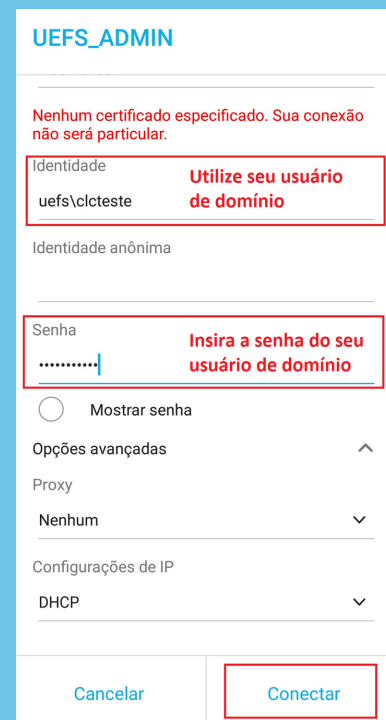 UEFS_ADMIN
Nenhum certificado especificado. Sua conexão
não será particular.
Identidade
uefs\clcteste
Utilize seu usuário
de domínio
Identidade anônima
Senha
•••••••••••
Insira a senha do seu
usuário de domínio
Mostrar senha
Opções avançadas
Proxy
Nenhum
Configurações de IP
DHCP
Cancelar
Conectar